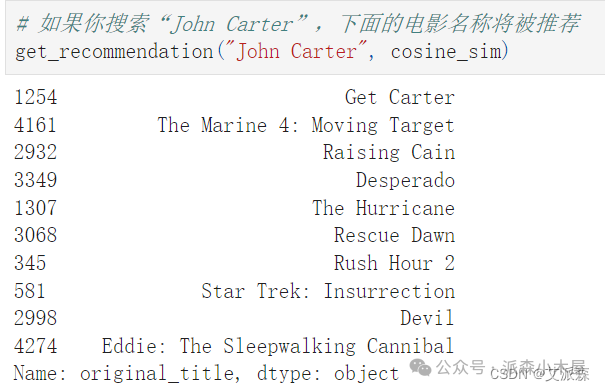 # 如果你搜索“John Carter”，下面的电影名称将被推荐
get_recommendation("John Carter", cosine_sim)
1254 Get Carter
4161 The Marine 4: Moving Target
2932 Raising Cain
3349 Desperado
1307 The Hurricane
3068 Rescue Dawn
345 Rush Hour 2
581 Star Trek: Insurrection
2998 Devil
4274 Eddie: The Sleepwalking Cannibal
Name: original_title, dtype: object
公众号 · 派森小木屋
CSDN @艾派森